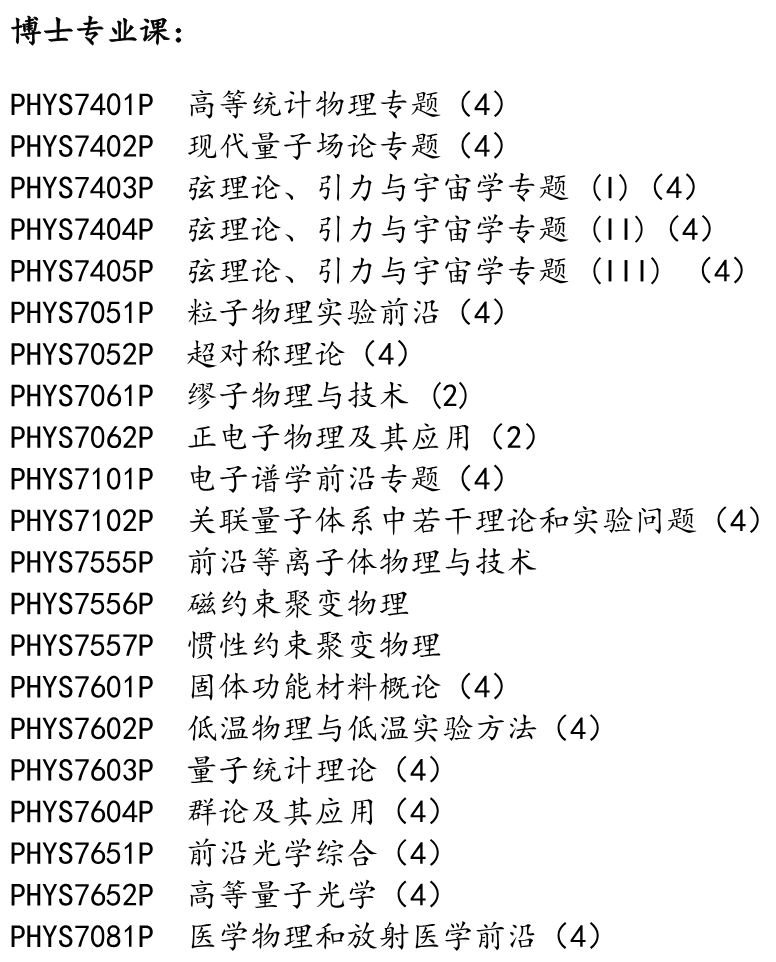 博士专业课：
PHYS7401P 高等统计物理专题（4）
PHYS7402P 现代量子场论专题（4）
PHYS7403P 弦理论、引力与宇宙学专题 (I)（4）
PHYS7404P 弦理论、引力与宇宙学专题 (II)（4）
PHYS7405P 弦理论、引力与宇宙学专题 (III) （4）
PHYS7051P 粒子物理实验前沿（4）
PHYS7052P 超对称理论（4）
PHYS7061P 缪子物理与技术 (2)
PHYS7062P 正电子物理及其应用（2）
PHYS7101P 电子谱学前沿专题（4）
PHYS7102P 关联量子体系中若干理论和实验问题（4）
PHYS7555P 前沿等离子体物理与技术
PHYS7556P 磁约束聚变物理
PHYS7557P 惯性约束聚变物理
PHYS7601P 固体功能材料概论（4）
PHYS7602P 低温物理与低温实验方法（4）
PHYS7603P 量子统计理论（4）
PHYS7604P 群论及其应用（4）
PHYS7651P 前沿光学综合（4）
PHYS7652P 高等量子光学（4）
PHYS7081P 医学物理和放射医学前沿（4）